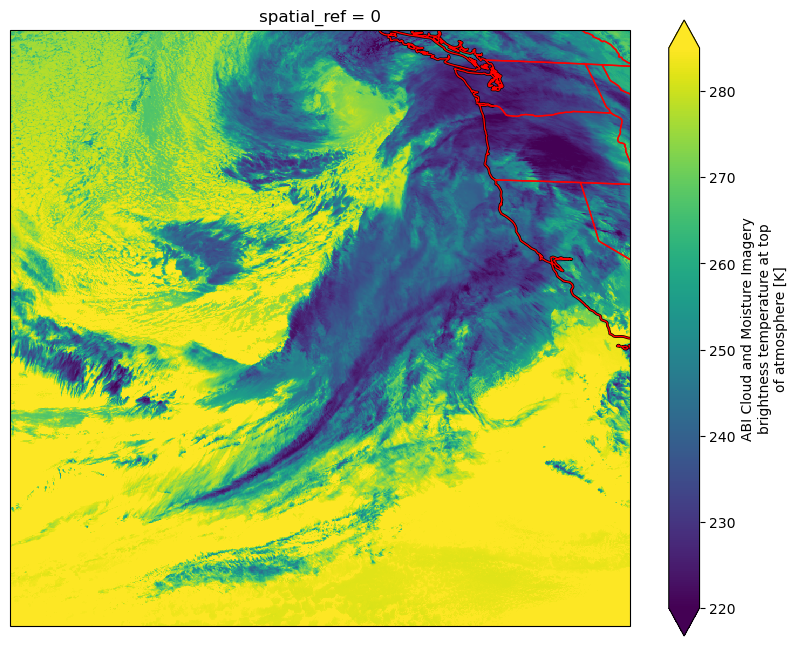 spatial_ref = 0
280
270
260
250
240
230
220
ABI Cloud and Moisture Imagery
brightness temperature at top
of atmosphere [K]